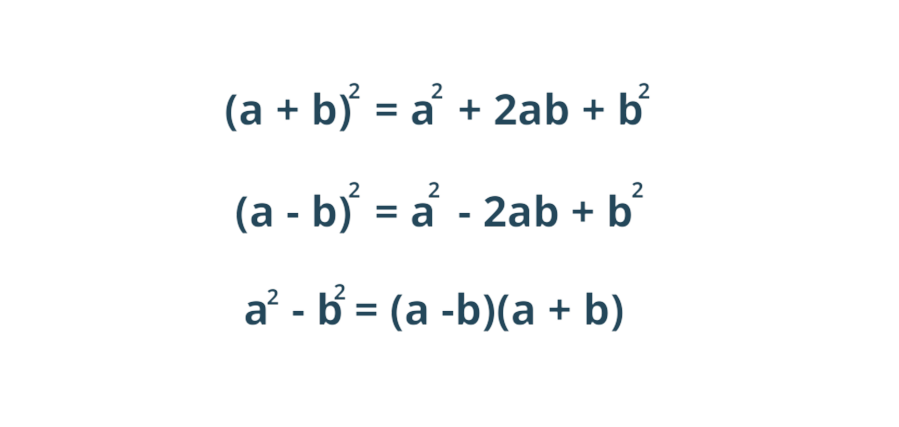 (a + b)² = a² + 2ab + b²
(a - b)² = a² - 2ab + b²
a² - b² = (a -b)(a + b)